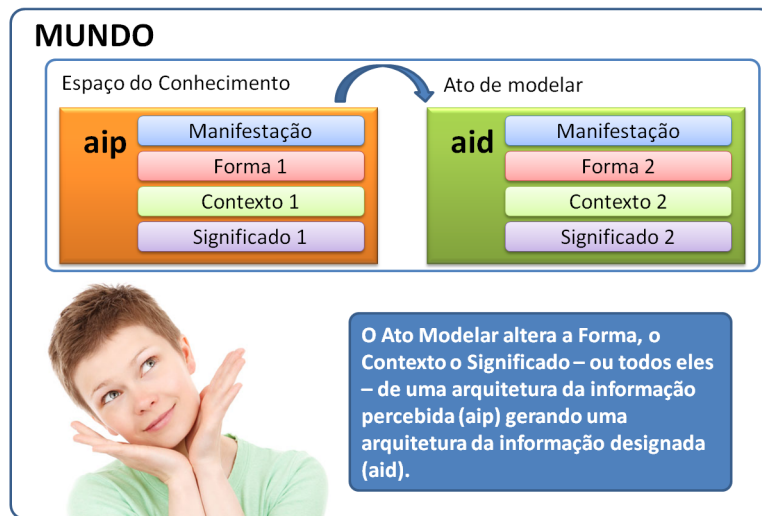 MUNDO
Espaço do Conhecimento
Ato de modelar
aip
Manifestação
Forma 1
Contexto 1
Significado 1
aid
Manifestação
Forma 2
Contexto 2
Significado 2
O Ato Modelar altera a Forma, o
Contexto o Significado – ou todos eles
– de uma arquitetura da informação
percebida (aip) gerando uma
arquitetura da informação designada
(aid).